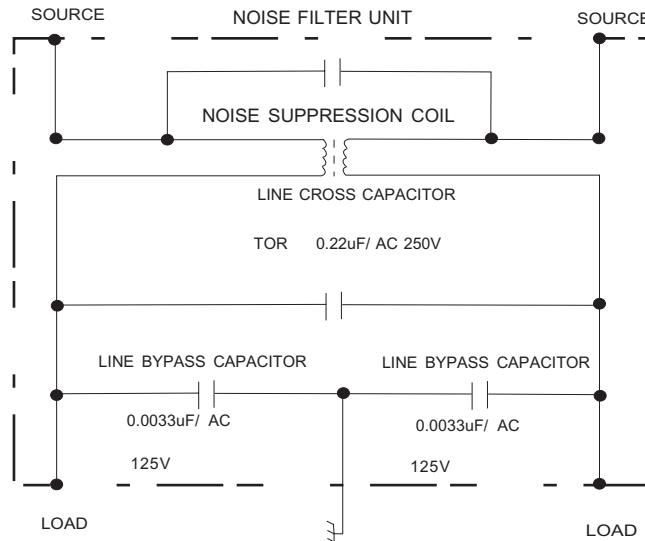 SOURCE
NOISE FILTER UNIT
SOURCE
NOISE SUPPRESSION COIL
LINE CROSS CAPACITOR
TOR 0.22uF/ AC 250V
LINE BYPASS CAPACITOR
LINE BYPASS CAPACITOR
0.0033uF/ AC
0.0033uF/ AC
125V
125V
LOAD
LOAD